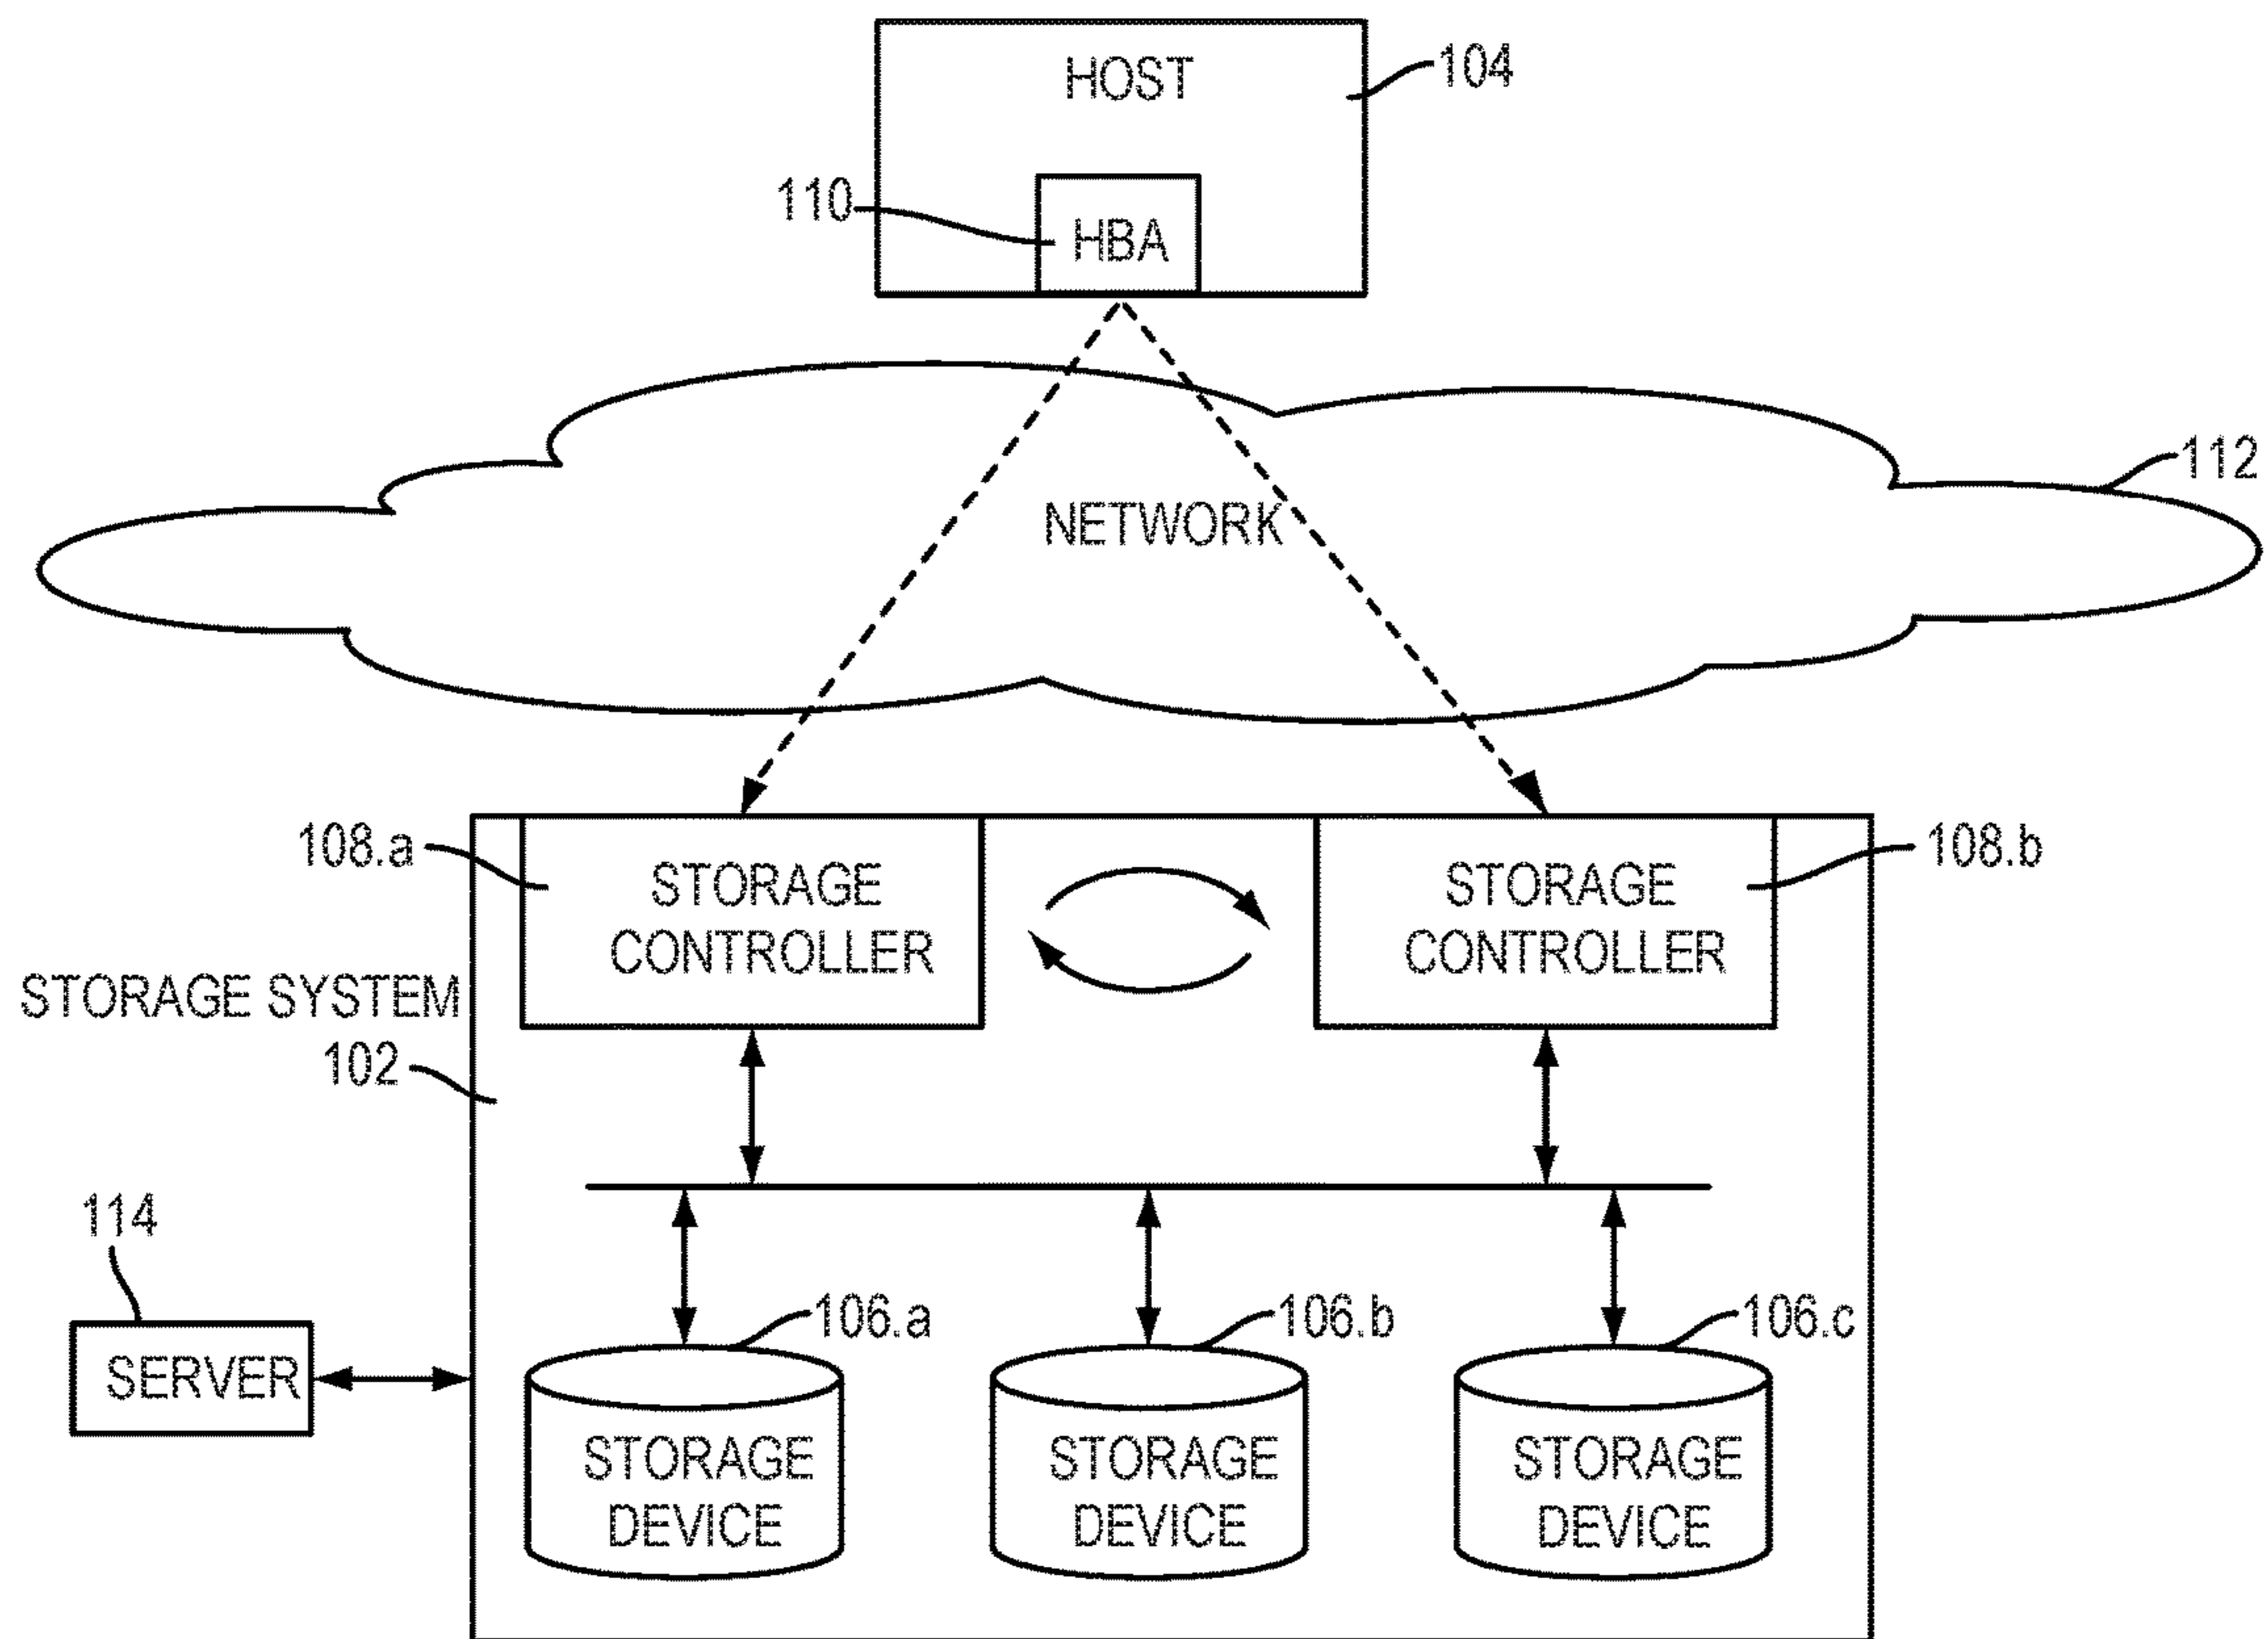 HOST
104
110
HBA
112
NETWORK
108.a
STORAGE
CONTROLLER
STORAGE
CONTROLLER
108.b
STORAGE SYSTEM
102
114
SERVER
106.a
106.b
106.c
STORAGE
DEVICE
STORAGE
DEVICE
STORAGE
DEVICE